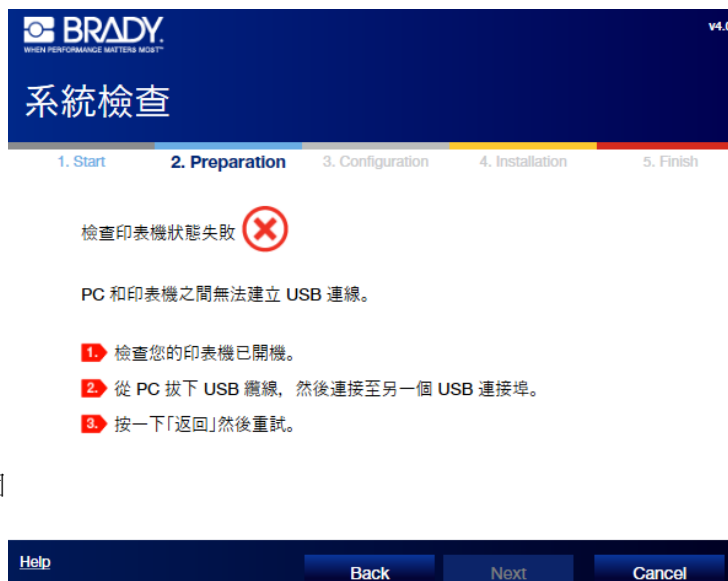 BRADY.
WHEN PERFORMANCE MATTERS MOST™
v4.0
系統檢查
1. Start
2. Preparation
3. Configuration
4. Installation
5. Finish
檢查印表機狀態失敗
PC 和印表機之間無法建立 USB 連線。
1. 檢查您的印表機已開機。
2. 從 PC 拔下 USB 纜線，然後連接至另一個 USB 連接埠。
3. 按一下「返回」然後重試。
Help
Back
Next
Cancel